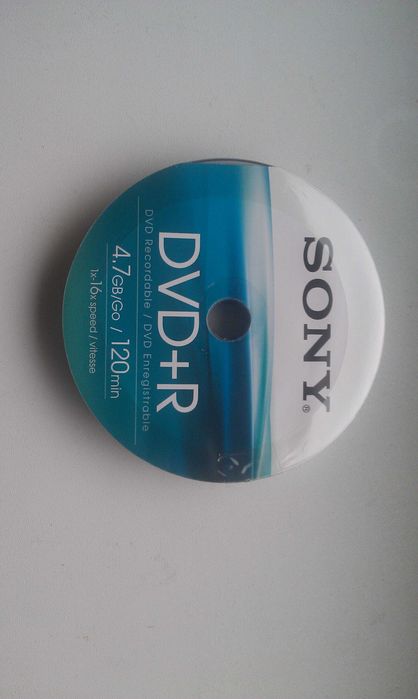 SONY®
DVD+R
DVD Recordable / DVD Enregistrable
4.7GB/Go / 120min
1x-16x speed / vitesse